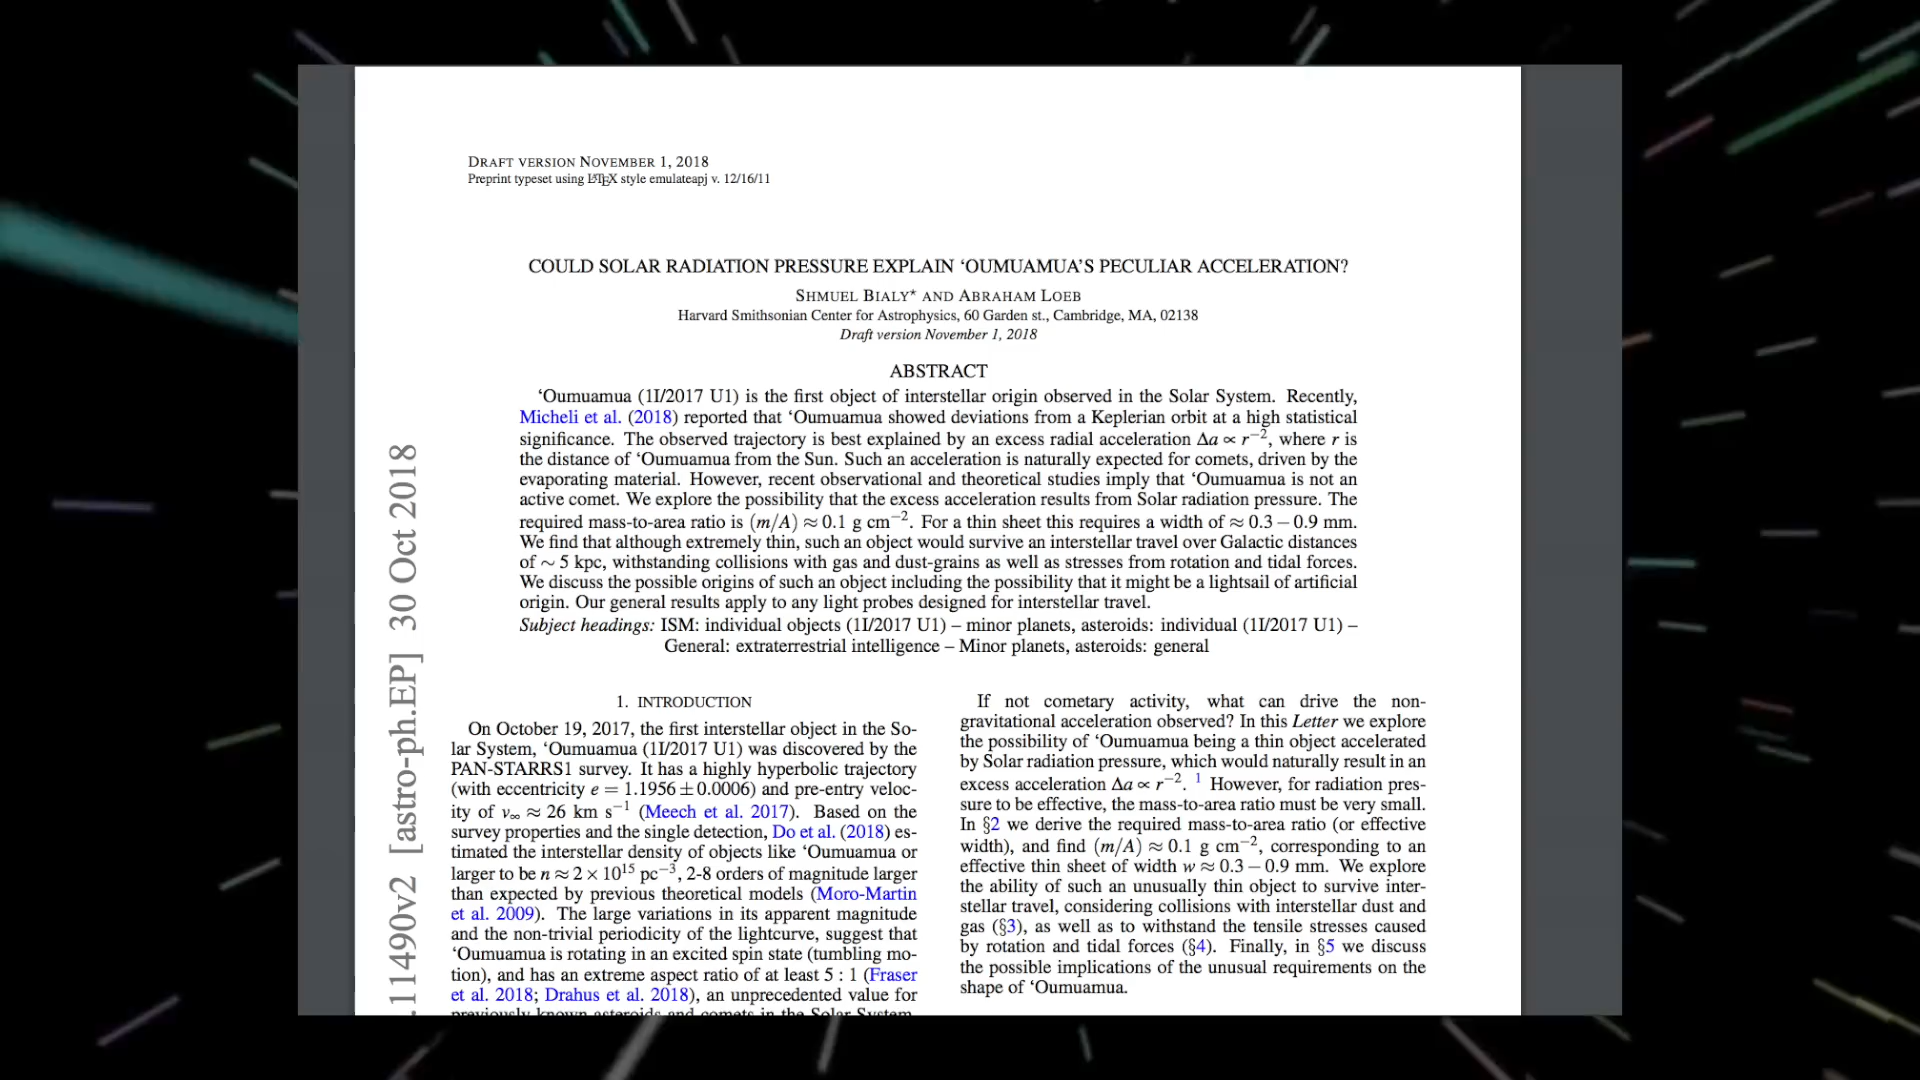 DRAFT VERSION NOVEMBER 1, 2018
Preprint typeset using LATEX style emulateapj v. 12/16/11
COULD SOLAR RADIATION PRESSURE EXPLAIN ‘OUMUAMUA’S PECULIAR ACCELERATION?
SHMUEL BIALY* AND ABRAHAM LOEB
Harvard Smithsonian Center for Astrophysics, 60 Garden st., Cambridge, MA, 02138
Draft version November 1, 2018
ABSTRACT
‘Oumuamua (1I/2017 U1) is the first object of interstellar origin observed in the Solar System. Recently,
Micheli et al. (2018) reported that ‘Oumuamua showed deviations from a Keplerian orbit at a high statistical
significance. The observed trajectory is best explained by an excess radial acceleration Δa ∝ r⁻², where r is
the distance of ‘Oumuamua from the Sun. Such an acceleration is naturally expected for comets, driven by the
evaporating material. However, recent observational and theoretical studies imply that ‘Oumuamua is not an
active comet. We explore the possibility that the excess acceleration results from Solar radiation pressure. The
required mass-to-area ratio is (m/A) ≈ 0.1 g cm⁻². For a thin sheet this requires a width of ≈ 0.3 − 0.9 mm.
We find that although extremely thin, such an object would survive an interstellar travel over Galactic distances
of ∼ 5 kpc, withstanding collisions with gas and dust-grains as well as stresses from rotation and tidal forces.
We discuss the possible origins of such an object including the possibility that it might be a lightsail of artificial
origin. Our general results apply to any light probes designed for interstellar travel.
Subject headings: ISM: individual objects (1I/2017 U1) – minor planets, asteroids: individual (1I/2017 U1) –
General: extraterrestrial intelligence – Minor planets, asteroids: general
.11490v2 [astro-ph.EP] 30 Oct 2018
1. INTRODUCTION
On October 19, 2017, the first interstellar object in the So-
lar System, ‘Oumuamua (1I/2017 U1) was discovered by the
PAN-STARRS1 survey. It has a highly hyperbolic trajectory
(with eccentricity e = 1.1956 ± 0.0006) and pre-entry veloc-
ity of v∞ ≈ 26 km s⁻¹ (Meech et al. 2017). Based on the
survey properties and the single detection, Do et al. (2018) es-
timated the interstellar density of objects like ‘Oumuamua or
larger to be n ≈ 2 × 10¹⁵ pc⁻³, 2-8 orders of magnitude larger
than expected by previous theoretical models (Moro-Martin
et al. 2009). The large variations in its apparent magnitude
and the non-trivial periodicity of the lightcurve, suggest that
‘Oumuamua is rotating in an excited spin state (tumbling mo-
tion), and has an extreme aspect ratio of at least 5 : 1 (Fraser
et al. 2018; Drahus et al. 2018), an unprecedented value for
previously known asteroids and comets in the Solar System.
If not cometary activity, what can drive the non-
gravitational acceleration observed? In this Letter we explore
the possibility of ‘Oumuamua being a thin object accelerated
by Solar radiation pressure, which would naturally result in an
excess acceleration Δa ∝ r⁻². ¹ However, for radiation pres-
sure to be effective, the mass-to-area ratio must be very small.
In §2 we derive the required mass-to-area ratio (or effective
width), and find (m/A) ≈ 0.1 g cm⁻², corresponding to an
effective thin sheet of width w ≈ 0.3 − 0.9 mm. We explore
the ability of such an unusually thin object to survive inter-
stellar travel, considering collisions with interstellar dust and
gas (§3), as well as to withstand the tensile stresses caused
by rotation and tidal forces (§4). Finally, in §5 we discuss
the possible implications of the unusual requirements on the
shape of ‘Oumuamua.